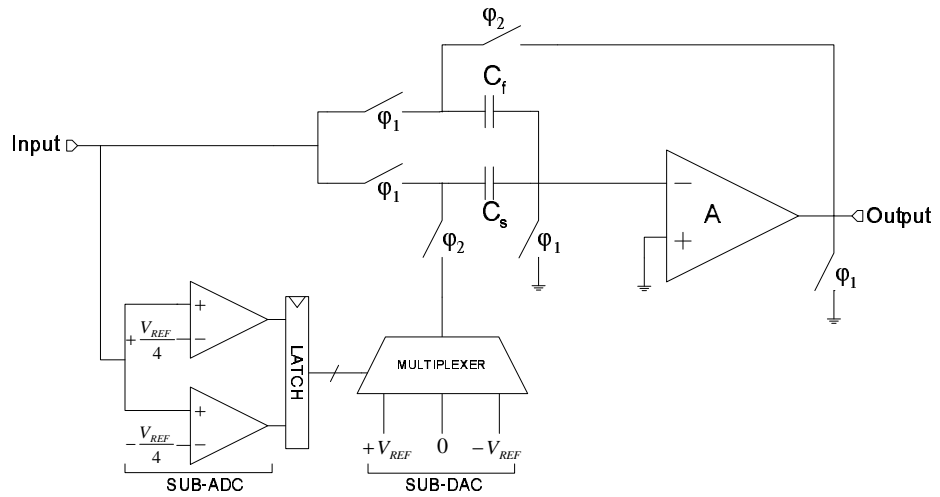 φ2
Cf
φ1
Input
φ1
Cs
φ2
φ1
−
A
+
Output
φ1
+
+ VREF/4 −
LATCH
MULTIPLEXER
+
− VREF/4 −
+VREF 0 −VREF
SUB-ADC
SUB-DAC